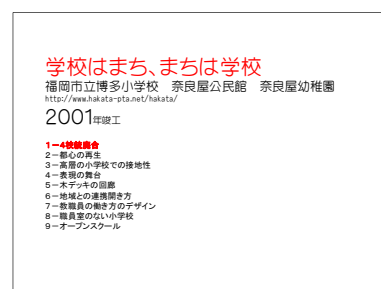 学校はまち、まちは学校
福岡市立博多小学校　奈良屋公民館　奈良屋幼稚園
http://www.hakata-pta.net/hakata/
2001年竣工
1－4校統廃合
2－都心の再生
3－高層の小学校での接地性
4－表現の舞台
5－木デッキの回廊
6－地域との連携開き方
7－教職員の働き方のデザイン
8－職員室のない小学校
9－オープンスクール